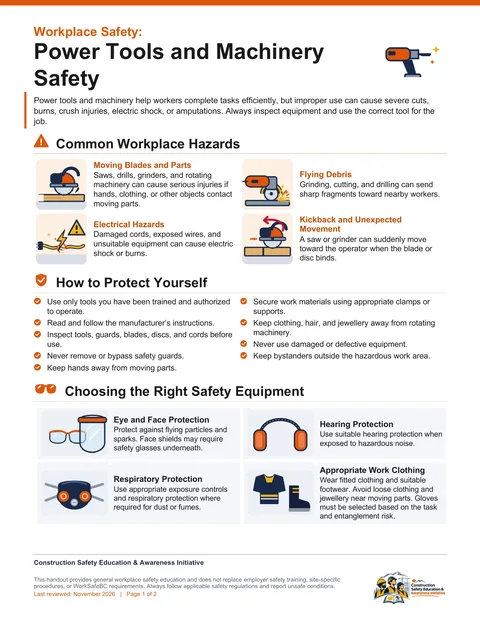 Workplace Safety:
Power Tools and Machinery
Safety
Power tools and machinery help workers complete tasks efficiently, but improper use can cause severe cuts,
burns, crush injuries, electric shock, or amputations. Always inspect equipment and use the correct tool for the
job.
Common Workplace Hazards
Moving Blades and Parts
Saws, drills, grinders, and rotating
machinery can cause serious injuries if
hands, clothing, or other objects contact
moving parts.
Flying Debris
Grinding, cutting, and drilling can send
sharp fragments toward nearby workers.
Electrical Hazards
Damaged cords, exposed wires, and
unsuitable equipment can cause electric
shock or burns.
Kickback and Unexpected
Movement
A saw or grinder can suddenly move
toward the operator when the blade or
disc binds.
How to Protect Yourself
Use only tools you have been trained and authorized
to operate.
Read and follow the manufacturer's instructions.
Inspect tools, guards, blades, discs, and cords before
use.
Never remove or bypass safety guards.
Keep hands away from moving parts.
Secure work materials using appropriate clamps or
supports.
Keep clothing, hair, and jewellery away from rotating
machinery.
Never use damaged or defective equipment.
Keep bystanders outside the hazardous work area.
Choosing the Right Safety Equipment
Eye and Face Protection
Protect against flying particles and
sparks. Face shields may require
safety glasses underneath.
Hearing Protection
Use suitable hearing protection when
exposed to hazardous noise.
Respiratory Protection
Use appropriate exposure controls
and respiratory protection where
required for dust or fumes.
Appropriate Work Clothing
Wear fitted clothing and suitable
footwear. Avoid loose clothing and
jewellery near moving parts. Gloves
must be selected based on the task
and entanglement risk.
Construction Safety Education & Awareness Initiative
This handout provides general workplace safety education and does not replace employer safety training, site-specific
procedures, or WorkSafeBC requirements. Always follow applicable safety regulations and report unsafe conditions.
Last reviewed: November 2026 | Page 1 of 2
Construction
Safety Education &
Awareness Initiative